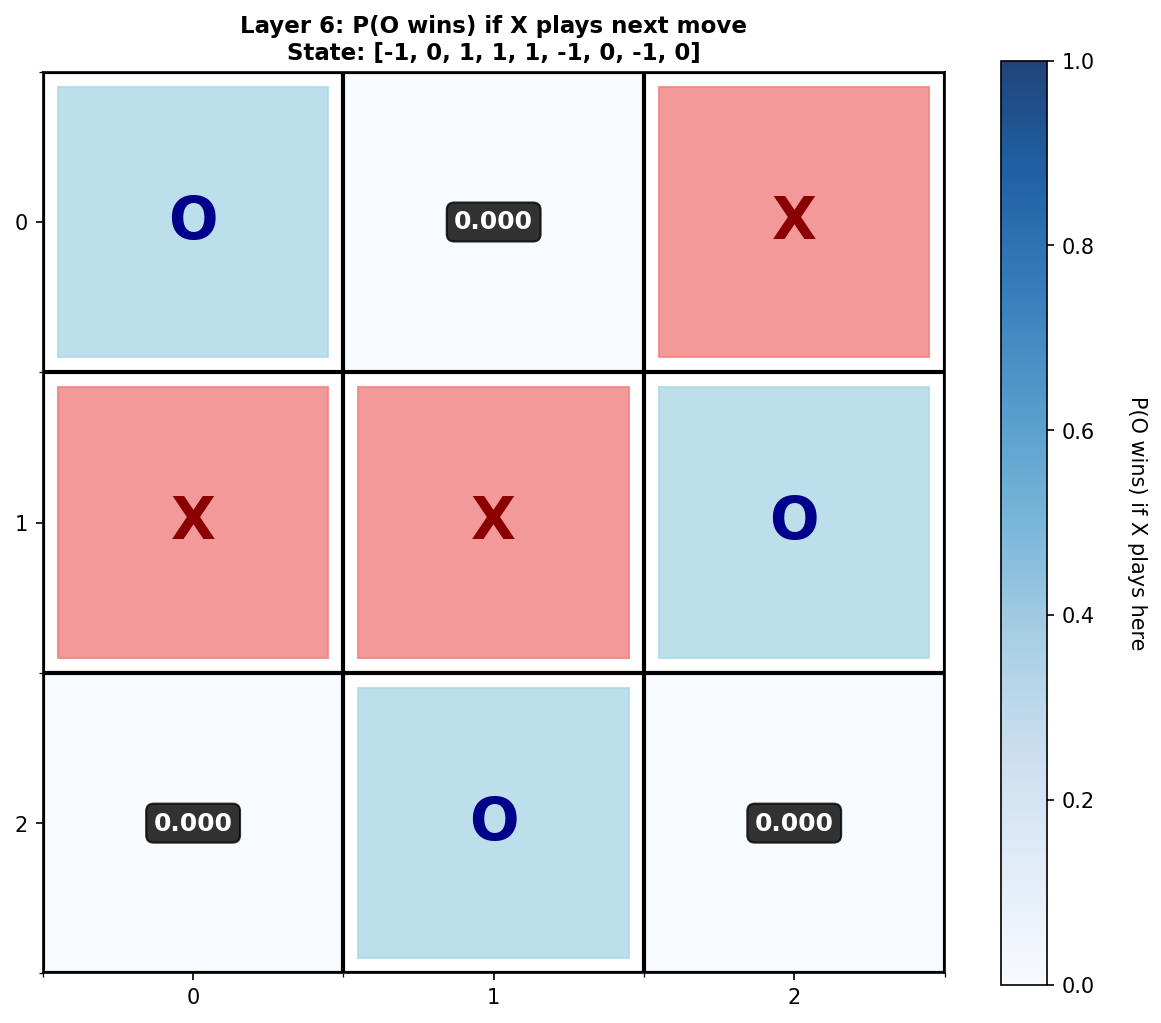 Layer 6: P(O wins) if X plays next move
State: [-1, 0, 1, 1, 1, -1, 0, -1, 0]
1.0
0.8
0.6
0.4
0.2
0.0
P(O wins) if X plays here
0
O
0.000
X
1
X
X
O
2
0.000
O
0.000
0
1
2